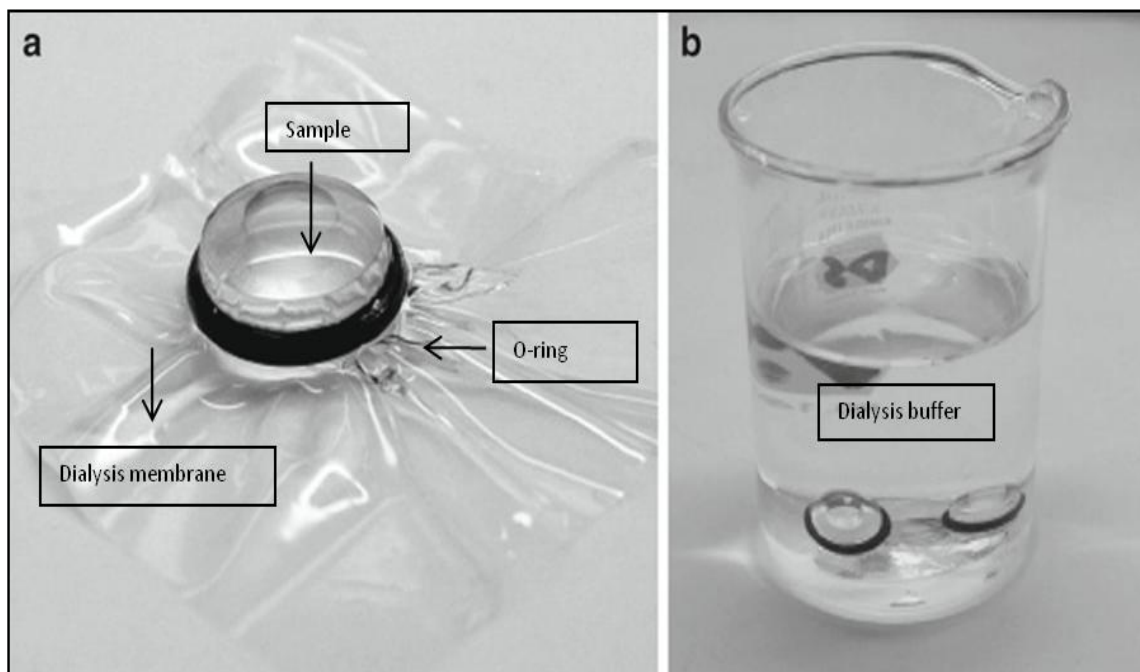 a
Sample
O-ring
Dialysis membrane
b
Dialysis buffer